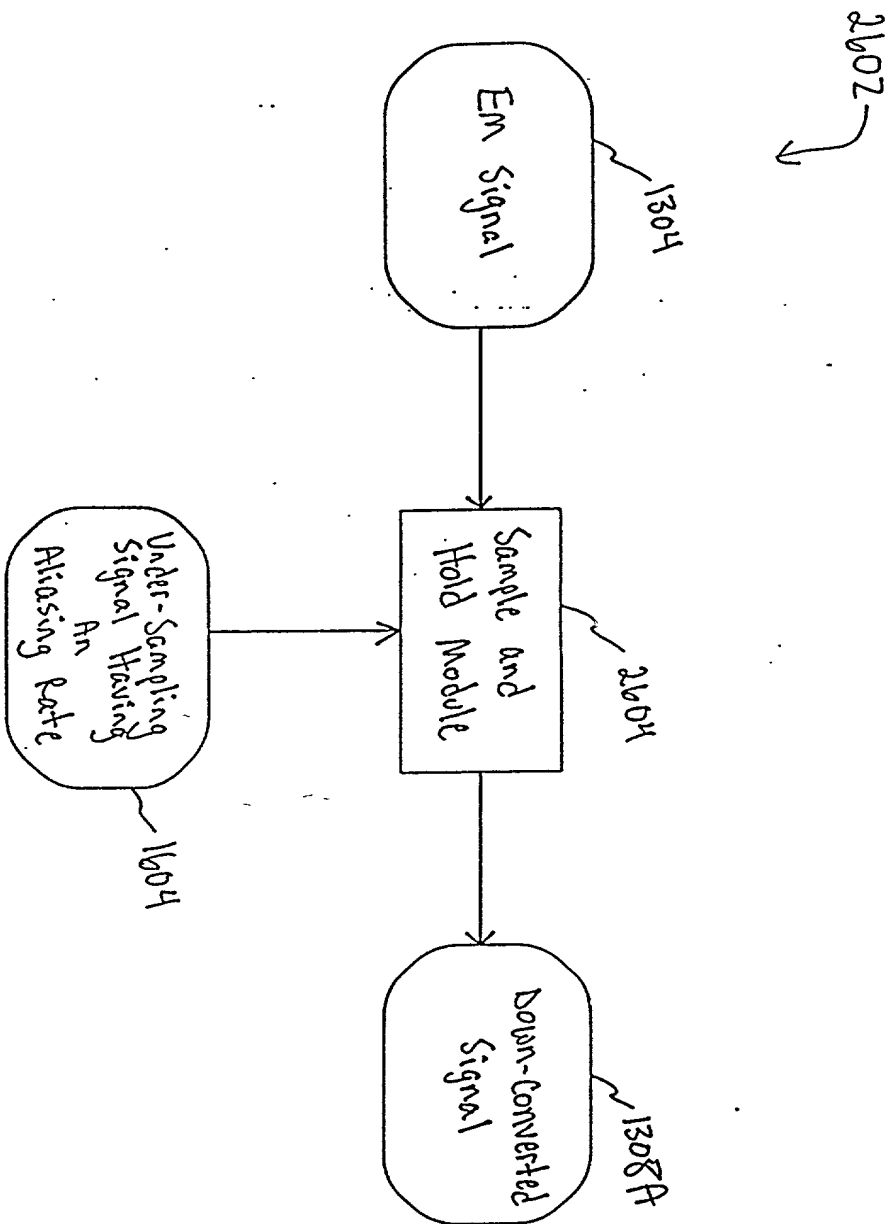 2602
EM Signal
1304
Sample and
Hold Module
2604
Under-Sampling
Signal Having
An
Aliasing Rate
1604
Down-Converted
Signal
1308A